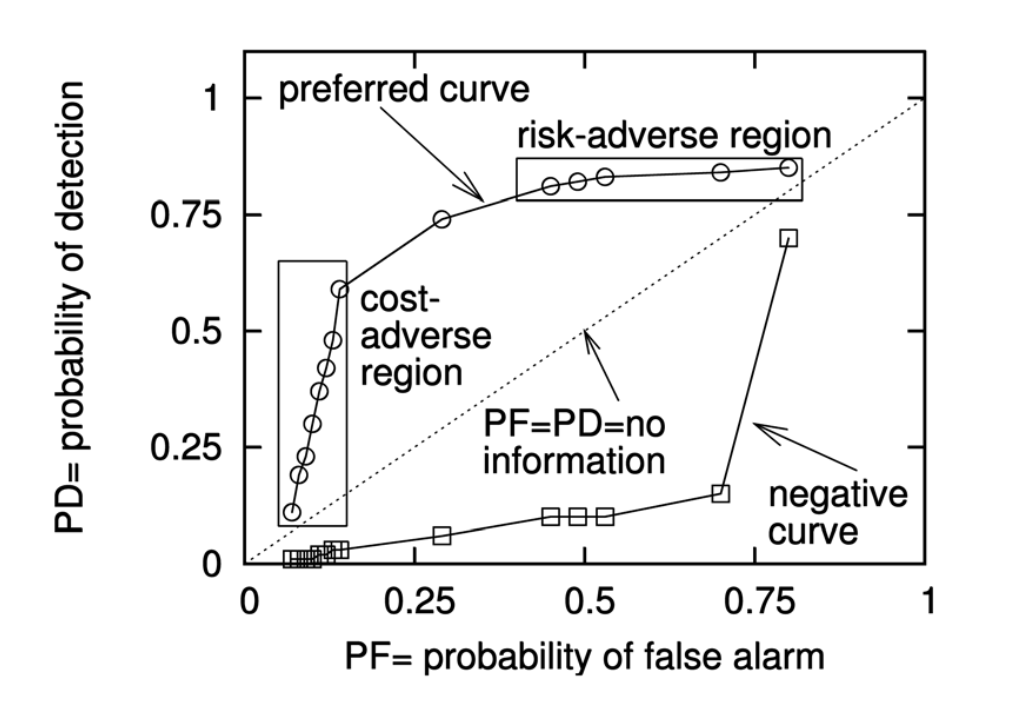 PD= probability of detection
1
0.75
0.5
0.25
0
preferred curve
risk-adverse region
cost-
adverse
region
PF=PD=no
information
negative
curve
0
0.25
0.5
0.75
1
PF= probability of false alarm